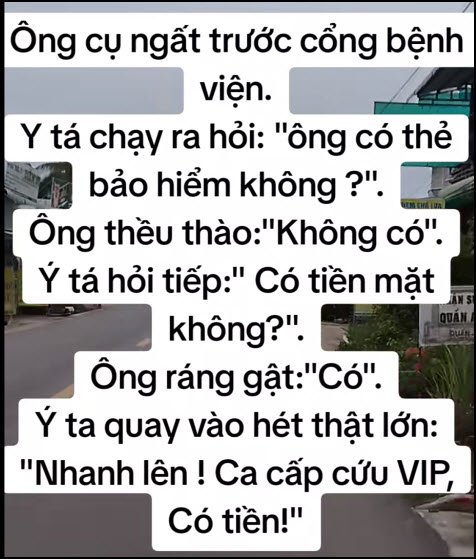 Ông cụ ngất trước cổng bệnh
viện.
Y tá chạy ra hỏi: "ông có thẻ
bảo hiểm không ?".
Ông thều thào:"Không có".
Ý tá hỏi tiếp:" Có tiền mặt
không?".
Ông ráng gật:"Có".
Ý ta quay vào hét thật lớn:
"Nhanh lên ! Ca cấp cứu VIP,
Có tiền!"
QUÁN